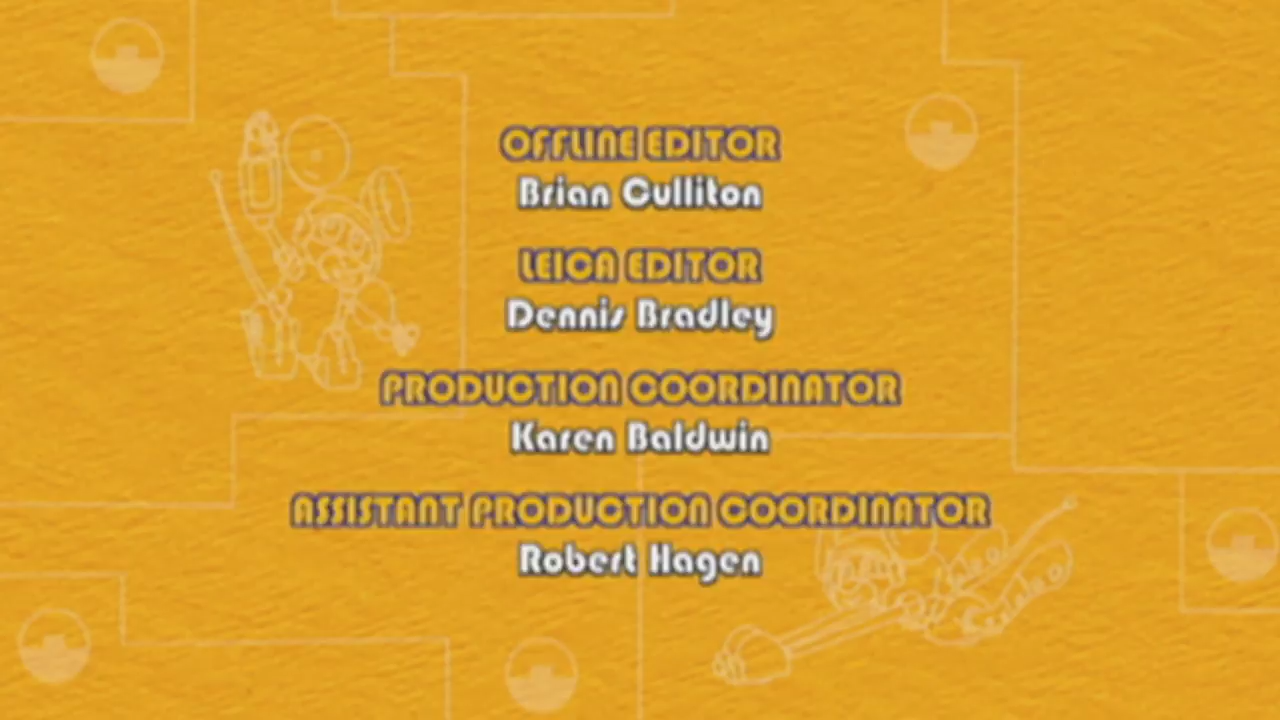 OFFLINE EDITOR
Brian Culliton
LEICA EDITOR
Dennis Bradley
PRODUCTION COORDINATOR
Karen Baldwin
ASSISTANT PRODUCTION COORDINATOR
Robert Hagen